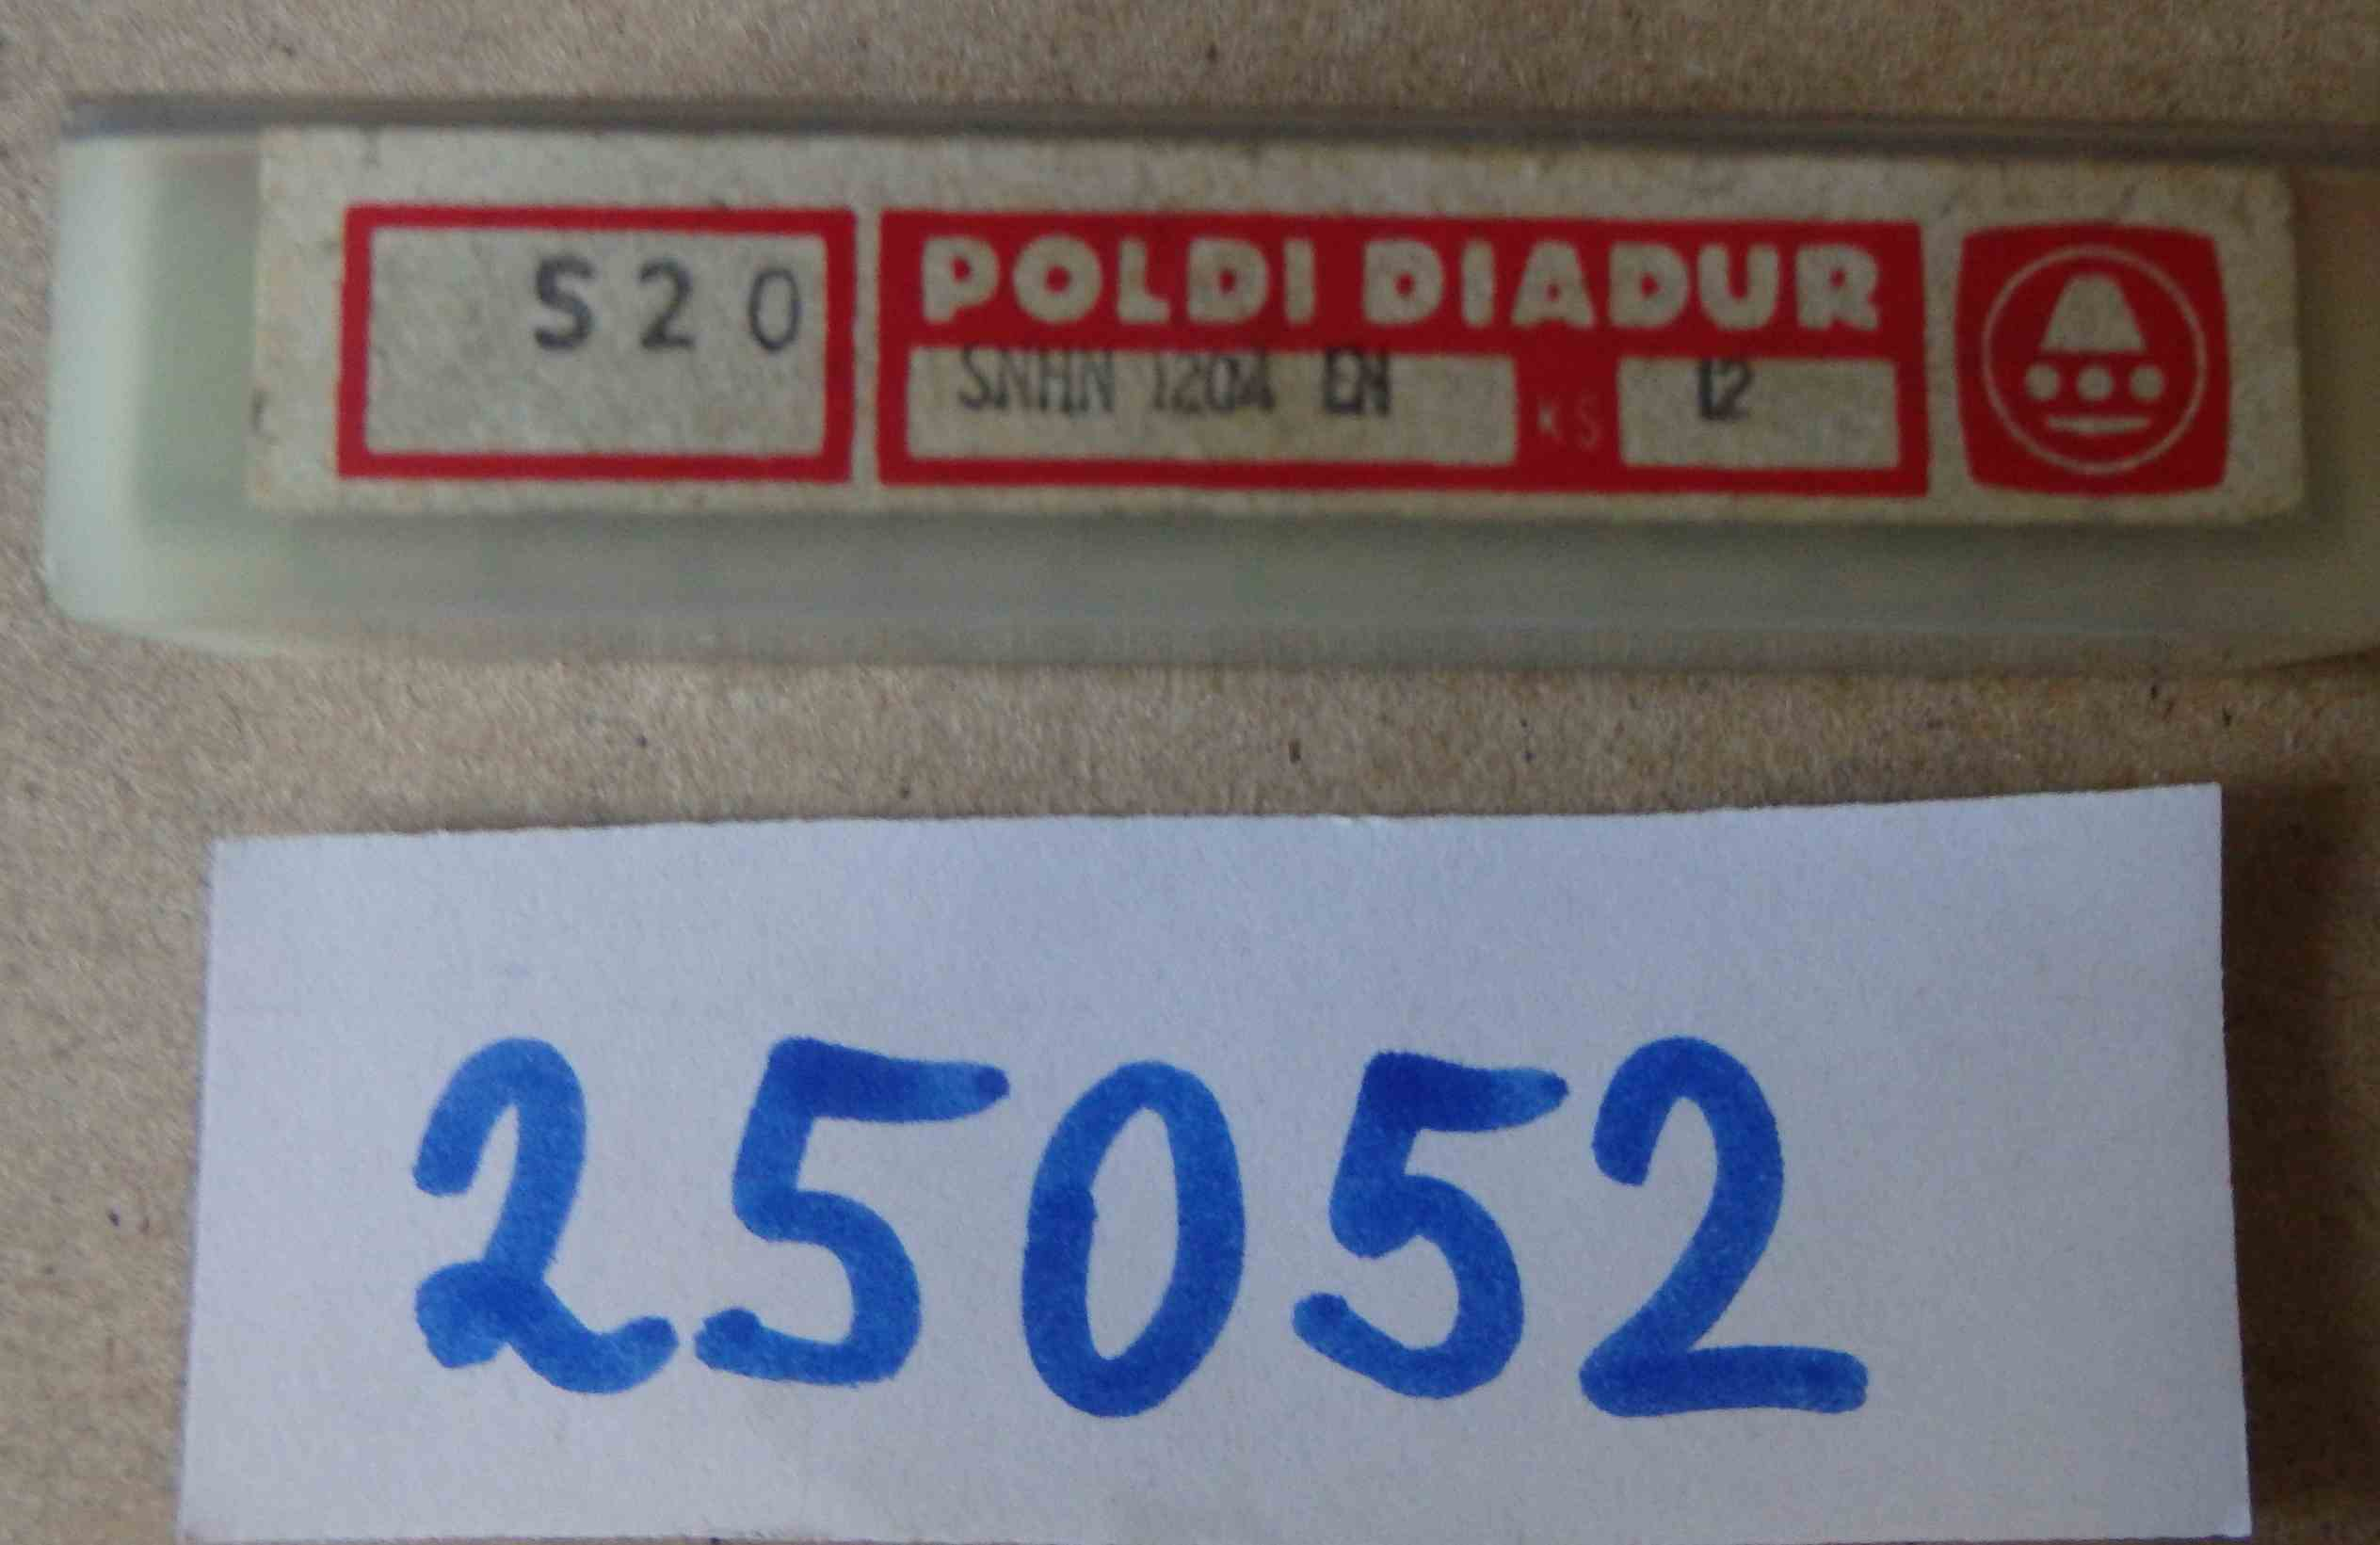 S20
POLDI DIADUR
SNHN 1204 EN KS 12
25052